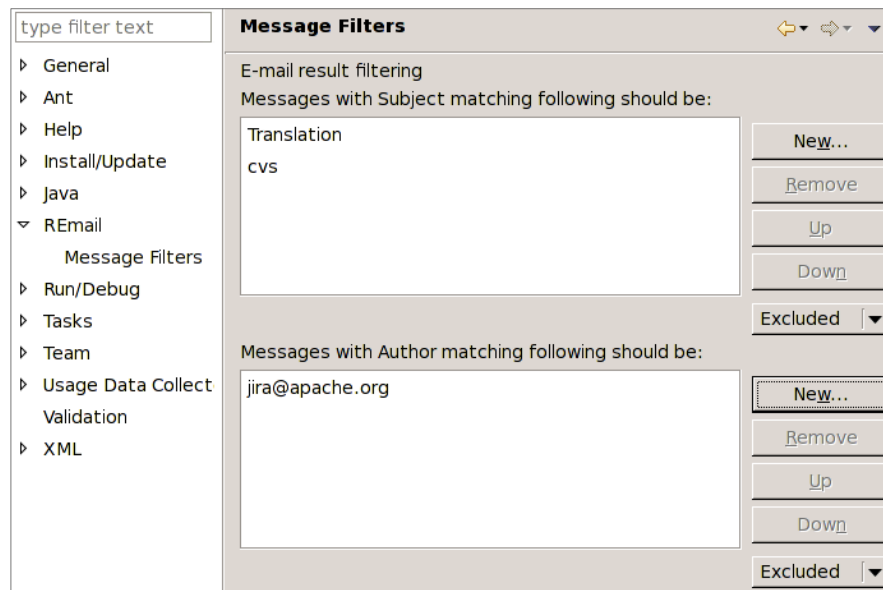 type filter text
General
Ant
Help
Install/Update
Java
REmail
Message Filters
Run/Debug
Tasks
Team
Usage Data Collect
Validation
XML
Message Filters
E-mail result filtering
Messages with Subject matching following should be:
Translation
cvs
New...
Remove
Up
Down
Excluded
Messages with Author matching following should be:
jira@apache.org
New...
Remove
Up
Down
Excluded